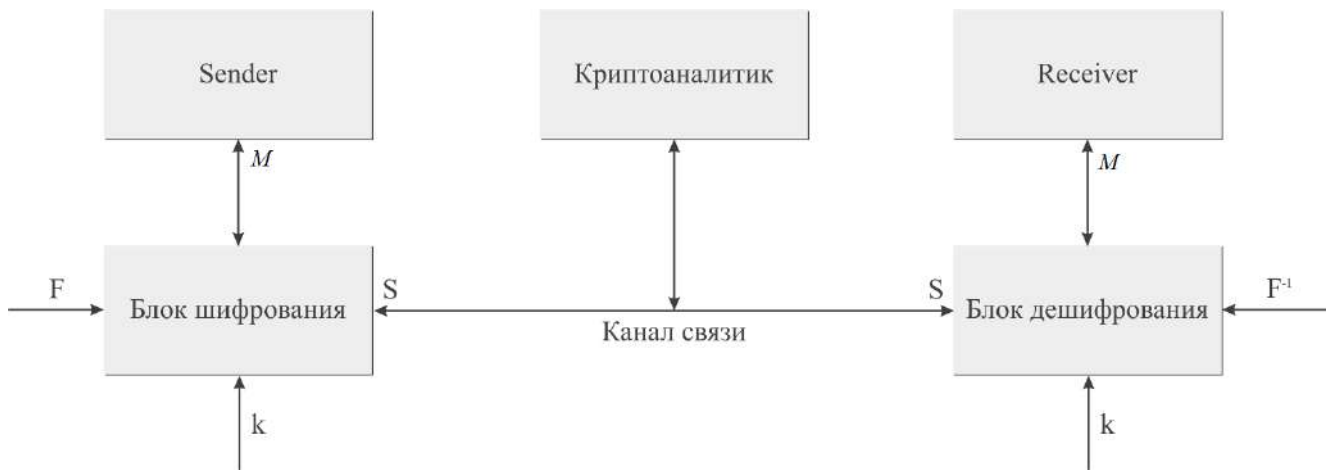 Sender
Криптоаналитик
Receiver
M
M
F
Блок шифрования
S
S
Блок дешифрования
F⁻¹
Канал связи
k
k